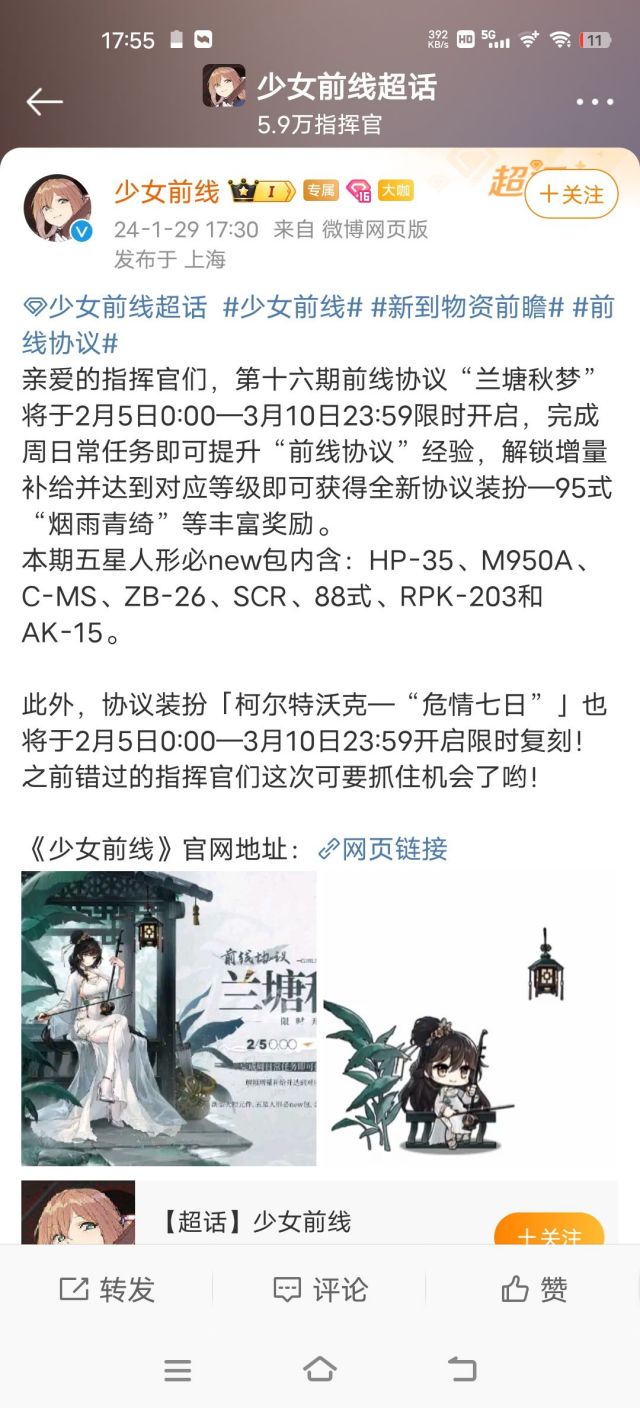 17:55
392
KB/s
HD
5G
11
少女前线超话
5.9万指挥官
少女前线
I
专属
16
大咖
超
＋关注
24-1-29 17:30 来自 微博网页版
发布于 上海
少女前线超话 #少女前线# #新到物资前瞻# #前
线协议#
亲爱的指挥官们，第十六期前线协议“兰塘秋梦”
将于2月5日0:00—3月10日23:59限时开启，完成
周日常任务即可提升“前线协议”经验，解锁增量
补给并达到对应等级即可获得全新协议装扮—95式
“烟雨青绮”等丰富奖励。
本期五星人形必new包内含：HP-35、M950A、
C-MS、ZB-26、SCR、88式、RPK-203和
AK-15。
此外，协议装扮「柯尔特沃克—“危情七日”」也
将于2月5日0:00—3月10日23:59开启限时复刻！
之前错过的指挥官们这次可要抓住机会了哟！
《少女前线》官网地址： 网页链接
前线协议
兰塘
限时
2/5 0:00
【超话】少女前线
＋关注
转发
评论
赞